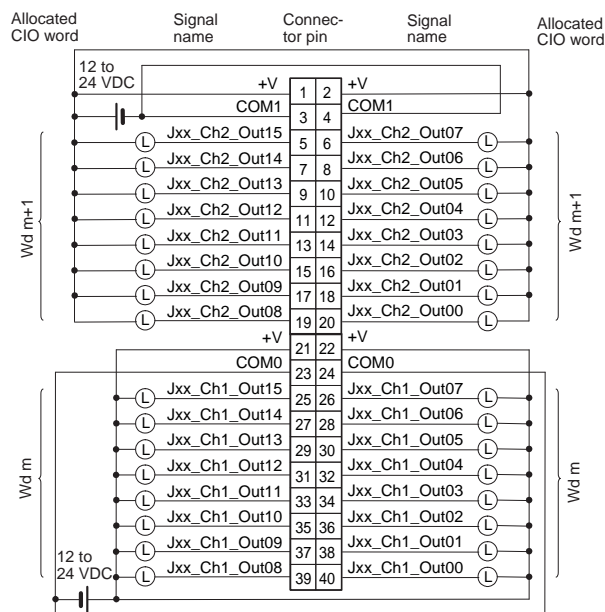 Allocated
CIO word
Signal
name
Connec-
tor pin
Signal
name
Allocated
CIO word
12 to
24 VDC
+V 1 2 +V
COM1 3 4 COM1
L Jxx_Ch2_Out15 5 6 Jxx_Ch2_Out07 L
L Jxx_Ch2_Out14 7 8 Jxx_Ch2_Out06 L
L Jxx_Ch2_Out13 9 10 Jxx_Ch2_Out05 L
L Jxx_Ch2_Out12 11 12 Jxx_Ch2_Out04 L
L Jxx_Ch2_Out11 13 14 Jxx_Ch2_Out03 L
L Jxx_Ch2_Out10 15 16 Jxx_Ch2_Out02 L
L Jxx_Ch2_Out09 17 18 Jxx_Ch2_Out01 L
L Jxx_Ch2_Out08 19 20 Jxx_Ch2_Out00 L
Wd m+1
Wd m+1
+V 21 22 +V
COM0 23 24 COM0
L Jxx_Ch1_Out15 25 26 Jxx_Ch1_Out07 L
L Jxx_Ch1_Out14 27 28 Jxx_Ch1_Out06 L
L Jxx_Ch1_Out13 29 30 Jxx_Ch1_Out05 L
L Jxx_Ch1_Out12 31 32 Jxx_Ch1_Out04 L
L Jxx_Ch1_Out11 33 34 Jxx_Ch1_Out03 L
L Jxx_Ch1_Out10 35 36 Jxx_Ch1_Out02 L
L Jxx_Ch1_Out09 37 38 Jxx_Ch1_Out01 L
L Jxx_Ch1_Out08 39 40 Jxx_Ch1_Out00 L
Wd m
Wd m
12 to
24 VDC